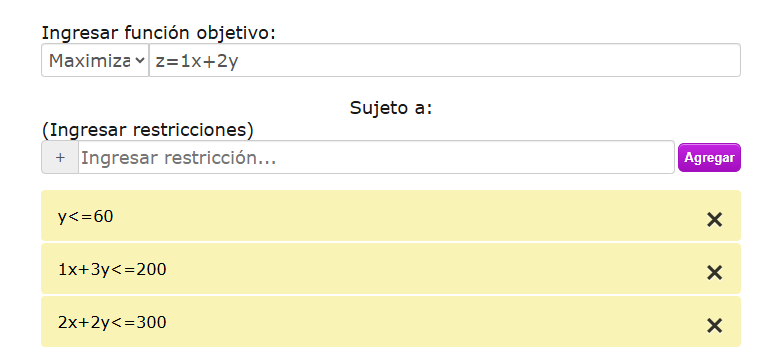 Ingresar función objetivo:
Maximiza z=1x+2y
Sujeto a:
(Ingresar restricciones)
+ Ingresar restricción... Agregar
y<=60 ×
1x+3y<=200 ×
2x+2y<=300 ×